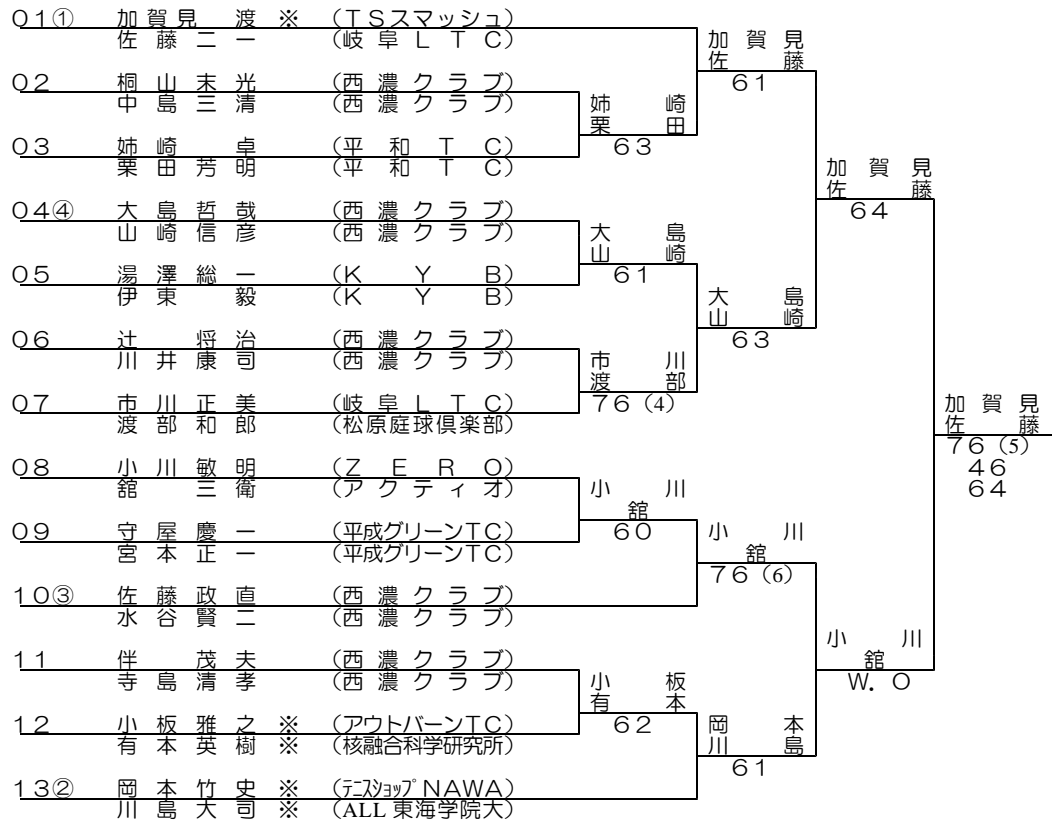 01① 加賀見 渡 ※ (TSスマッシュ)
佐藤二一 (岐阜LTC)
02 桐山末光 (西濃クラブ)
中島三清 (西濃クラブ)
03 姉崎 卓 (平和TC)
栗田芳明 (平和TC)
04④ 大島哲哉 (西濃クラブ)
山崎信彦 (西濃クラブ)
05 湯澤総一 (KYB)
伊東 毅 (KYB)
06 辻 将治 (西濃クラブ)
川井康司 (西濃クラブ)
07 市川正美 (岐阜LTC)
渡部和郎 (松原庭球倶楽部)
08 小川敏明 (ZERO)
舘 三衛 (アクティオ)
09 守屋慶一 (平成グリーンTC)
宮本正一 (平成グリーンTC)
10③ 佐藤政直 (西濃クラブ)
水谷賢二 (西濃クラブ)
11 伴 茂夫 (西濃クラブ)
寺島清孝 (西濃クラブ)
12 小板雅之 ※ (アウトバーンTC)
有本英樹 ※ (核融合科学研究所)
13② 岡本竹史 ※ (テニスショップNAWA)
川島大司 ※ (ALL 東海学院大)
姉崎
栗田
63
大島
山崎
61
市川
渡部
76(4)
小川
舘
60
小板
有本
62
加賀見
佐藤
61
大島
山崎
63
小川
舘
76(6)
岡本
川島
61
加賀見
佐藤
64
小川
舘
W.O
加賀見
佐藤
76(5)
46
64